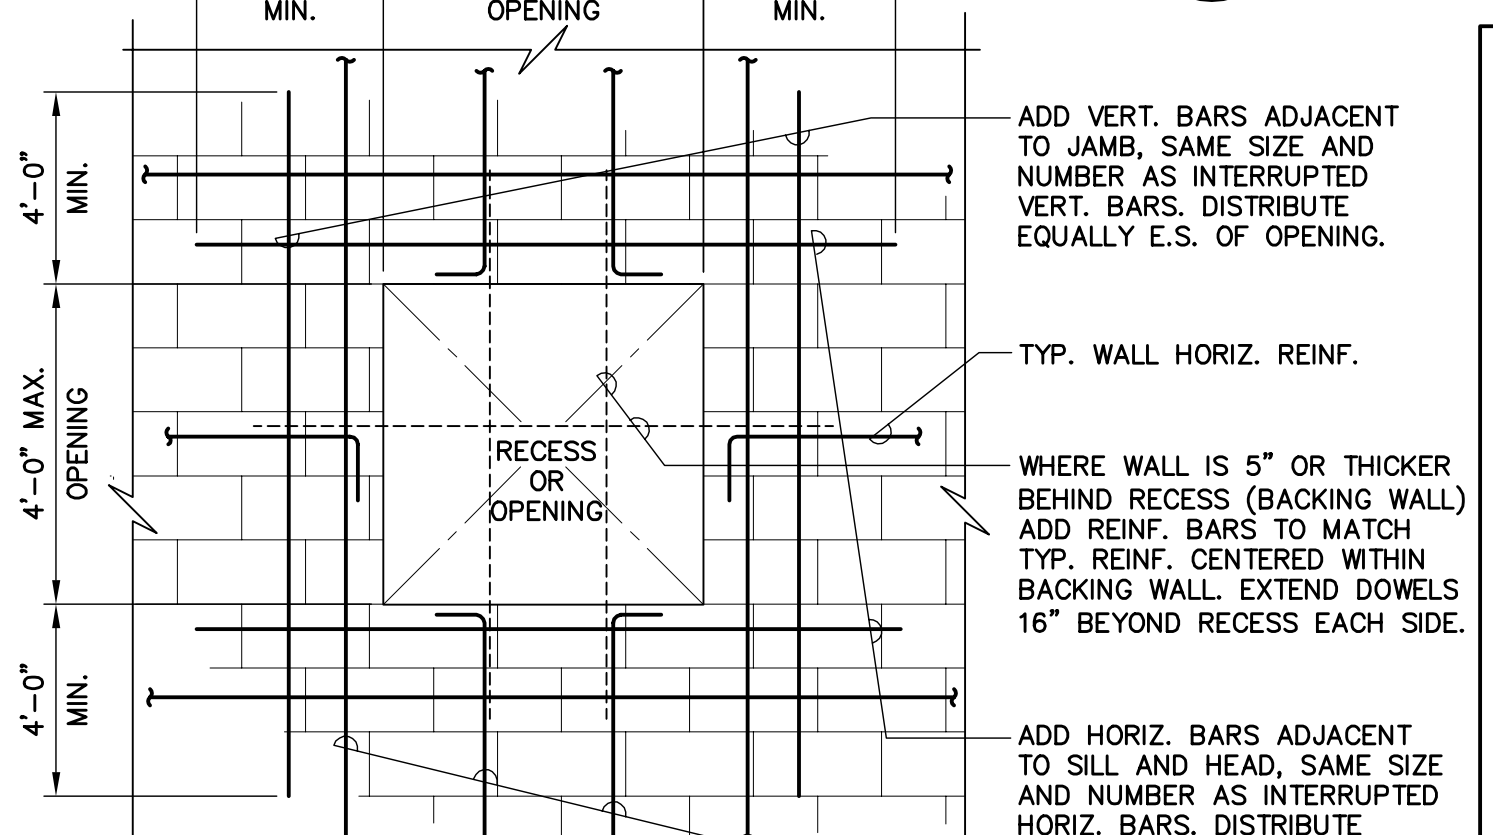 MIN.
OPENING
MIN.
4'-0"
MIN.
4'-0" MAX.
OPENING
4'-0"
MIN.
RECESS
OR
OPENING
ADD VERT. BARS ADJACENT
TO JAMB, SAME SIZE AND
NUMBER AS INTERRUPTED
VERT. BARS. DISTRIBUTE
EQUALLY E.S. OF OPENING.
TYP. WALL HORIZ. REINF.
WHERE WALL IS 5" OR THICKER
BEHIND RECESS (BACKING WALL)
ADD REINF. BARS TO MATCH
TYP. REINF. CENTERED WITHIN
BACKING WALL. EXTEND DOWELS
16" BEYOND RECESS EACH SIDE.
ADD HORIZ. BARS ADJACENT
TO SILL AND HEAD, SAME SIZE
AND NUMBER AS INTERRUPTED
HORIZ. BARS. DISTRIBUTE